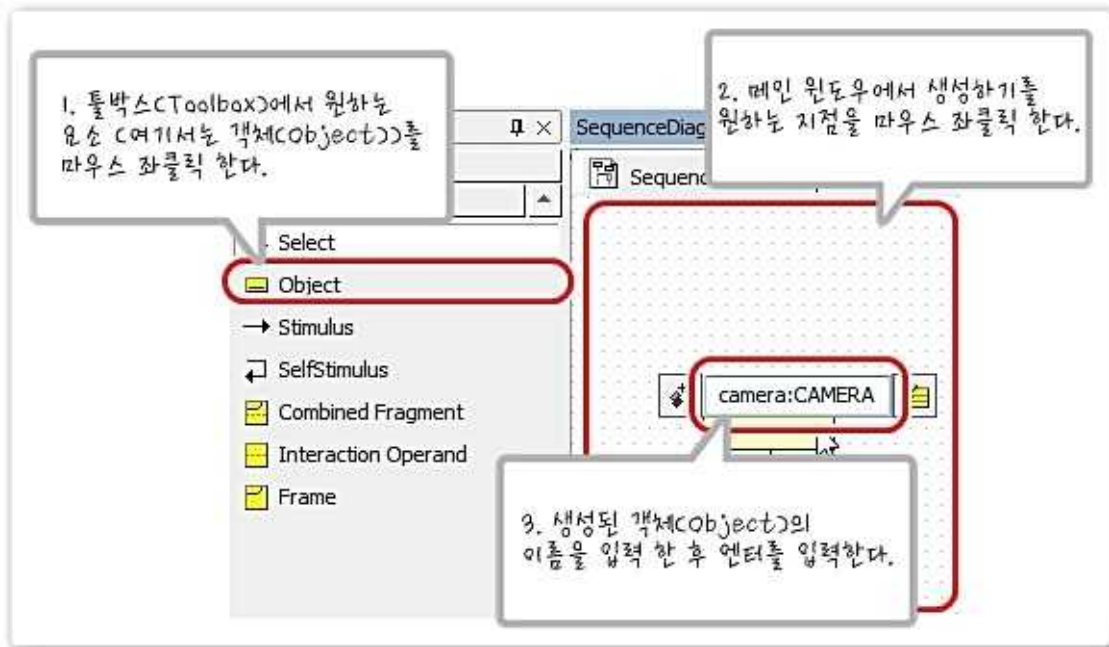 1. 툴박스(Toolbox)에서 원하는
요소 (여기서는 객체(Object))를
마우스 좌클릭 한다.
2. 메인 윈도우에서 생성하기를
원하는 지점을 마우스 좌클릭 한다.
SequenceDiag
Sequenc
Select
Object
Stimulus
SelfStimulus
Combined Fragment
Interaction Operand
Frame
camera:CAMERA
3. 생성된 객체(Object)의
이름을 입력 한 후 엔터를 입력한다.